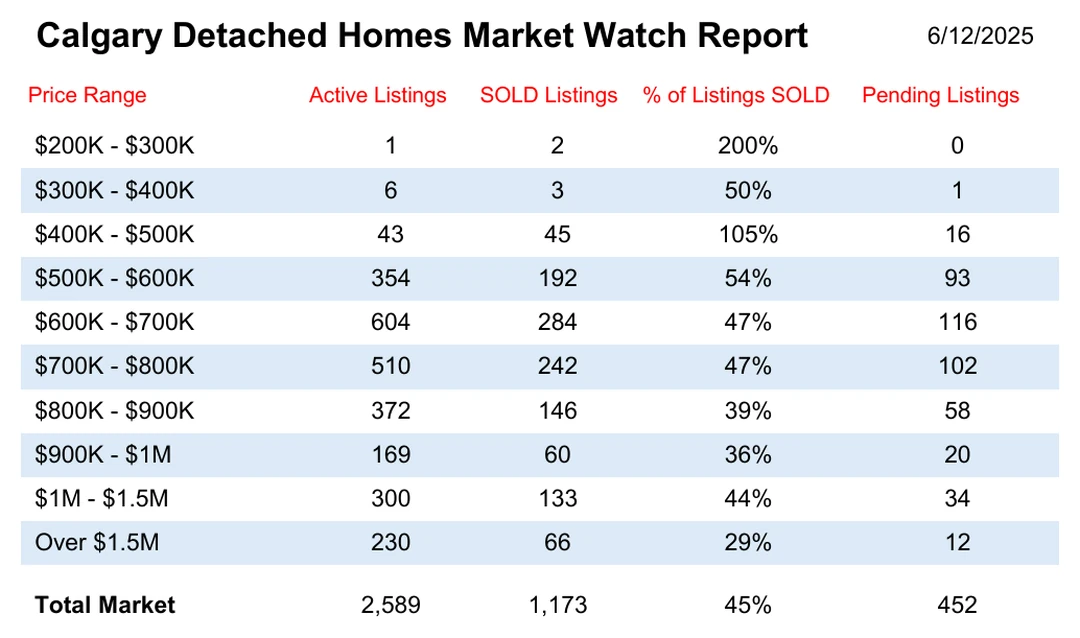 Calgary Detached Homes Market Watch Report 6/12/2025
Price Range Active Listings SOLD Listings % of Listings SOLD Pending Listings
$200K - $300K 1 2 200% 0
$300K - $400K 6 3 50% 1
$400K - $500K 43 45 105% 16
$500K - $600K 354 192 54% 93
$600K - $700K 604 284 47% 116
$700K - $800K 510 242 47% 102
$800K - $900K 372 146 39% 58
$900K - $1M 169 60 36% 20
$1M - $1.5M 300 133 44% 34
Over $1.5M 230 66 29% 12
Total Market 2,589 1,173 45% 452